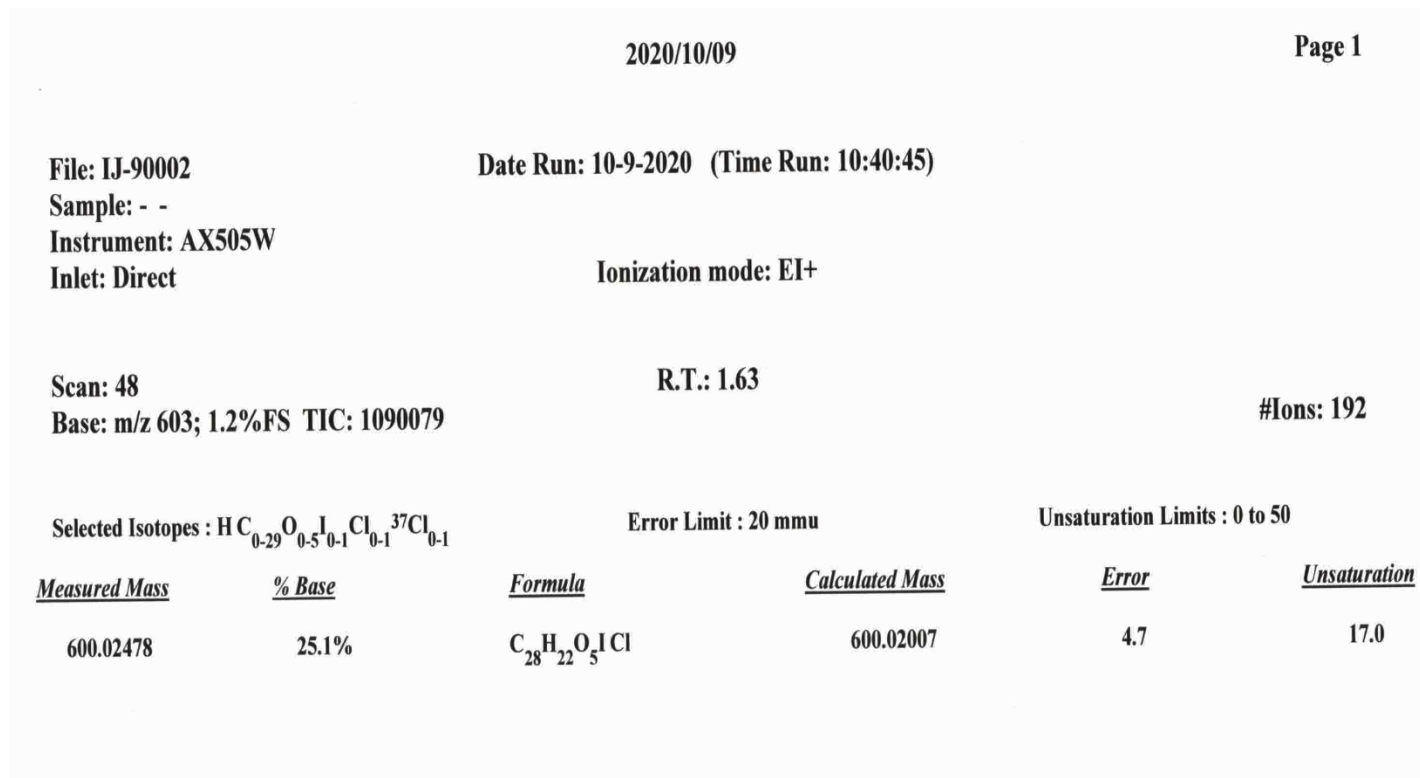 2020/10/09
Page 1
File: IJ-90002
Date Run: 10-9-2020 (Time Run: 10:40:45)
Sample: - -
Instrument: AX505W
Inlet: Direct
Ionization mode: EI+
Scan: 48
R.T.: 1.63
Base: m/z 603; 1.2%FS TIC: 1090079
#Ions: 192
Selected Isotopes : H C₀₋₂₉O₀₋₅I₀₋₁Cl₀₋₁³⁷Cl₀₋₁
Error Limit : 20 mmu
Unsaturation Limits : 0 to 50
Measured Mass % Base Formula Calculated Mass Error Unsaturation
600.02478 25.1% C₂₈H₂₂O₅I Cl 600.02007 4.7 17.0